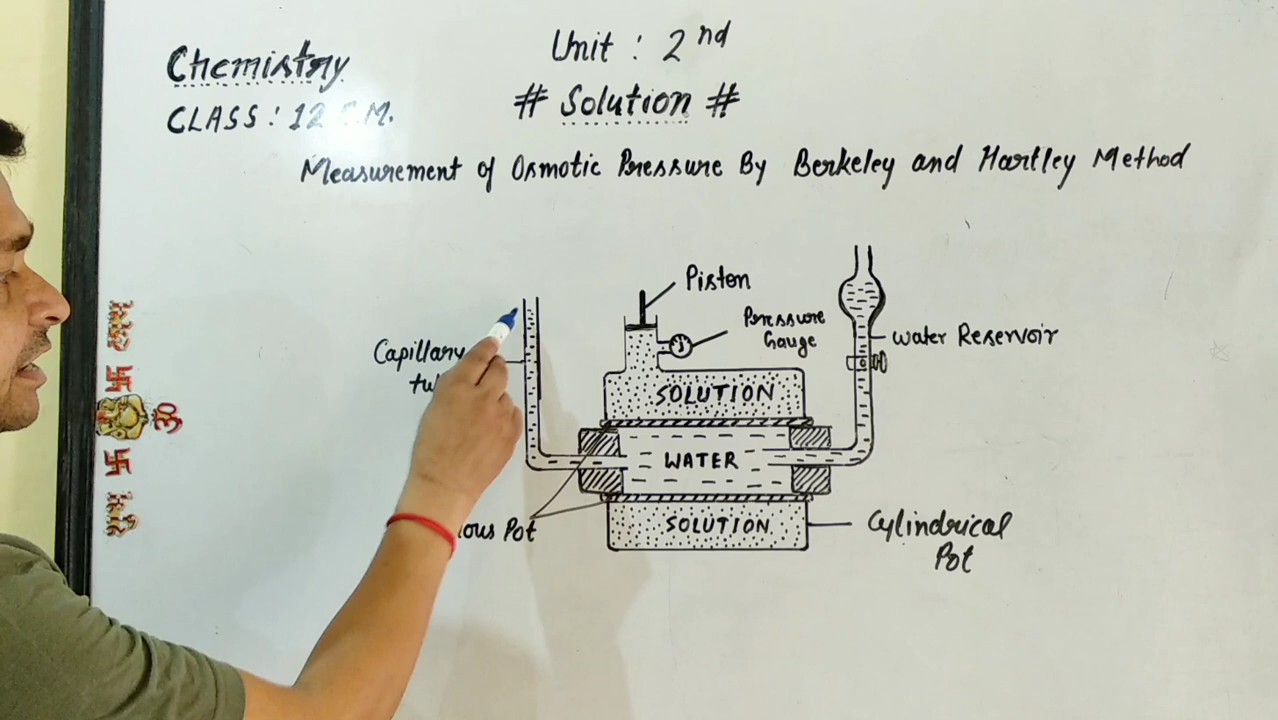 Chemistry
Unit : 2nd
CLASS : 12
# Solution #
Measurement of Osmotic Pressure By Berkeley and Hartley Method
Piston
Pressure
Gauge
Capillary
Water Reservoir
SOLUTION
WATER
Pot
SOLUTION
Cylindrical
Pot
ॐ